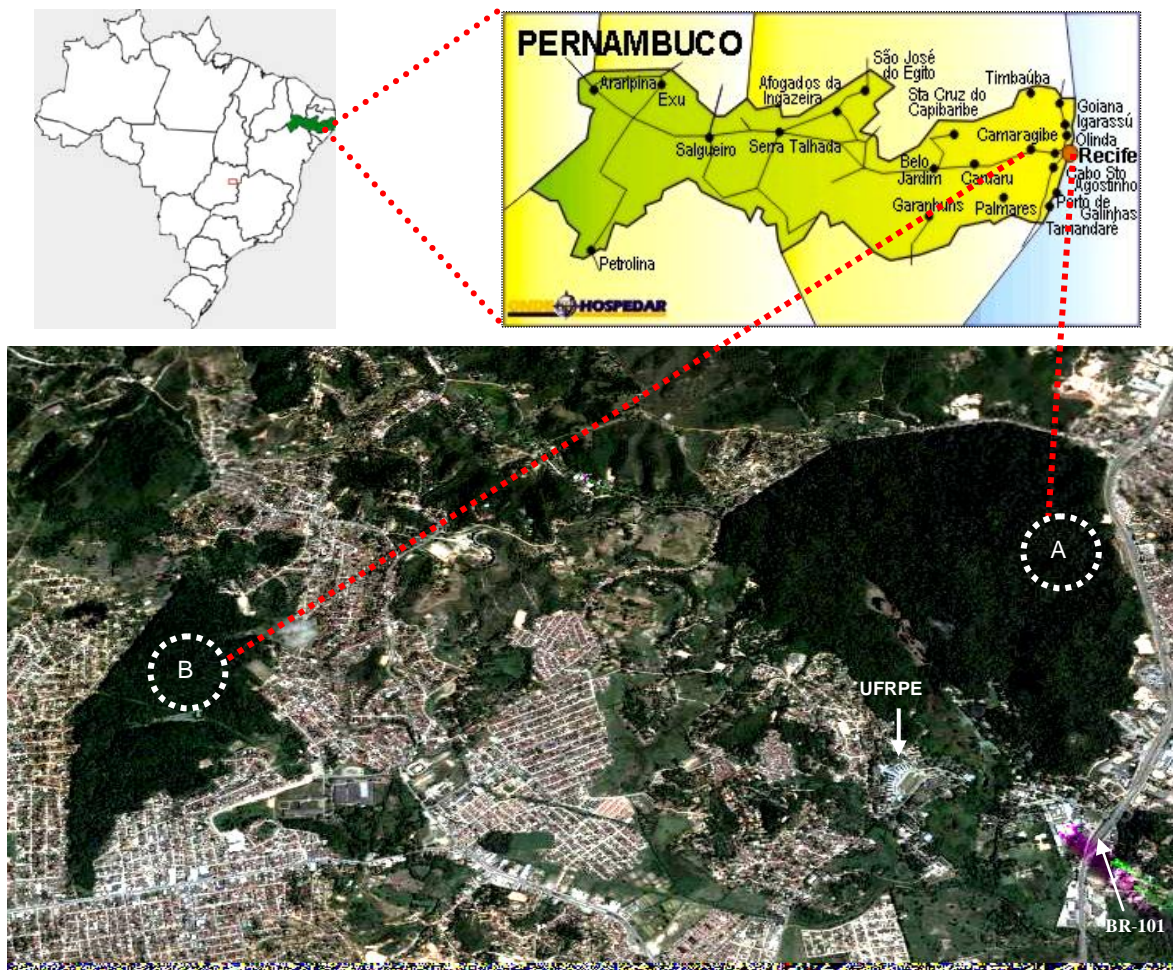 PERNAMBUCO
São José
do Egito
Araripina
Exu
Afogados da
Ingazeira
Timbaúba
Sta Cruz do
Capibaribe
Goiana
Igarassú
Olinda
Camaragibe
Salgueiro
Serra Talhada
Recife
Belo
Jardim
Caruaru
Cabo Sto
Agostinho
Garanhuns
Palmares
Porto de
Galinhas
Tamandaré
Petrolina
ONDE HOSPEDAR
A
B
UFRPE
BR-101